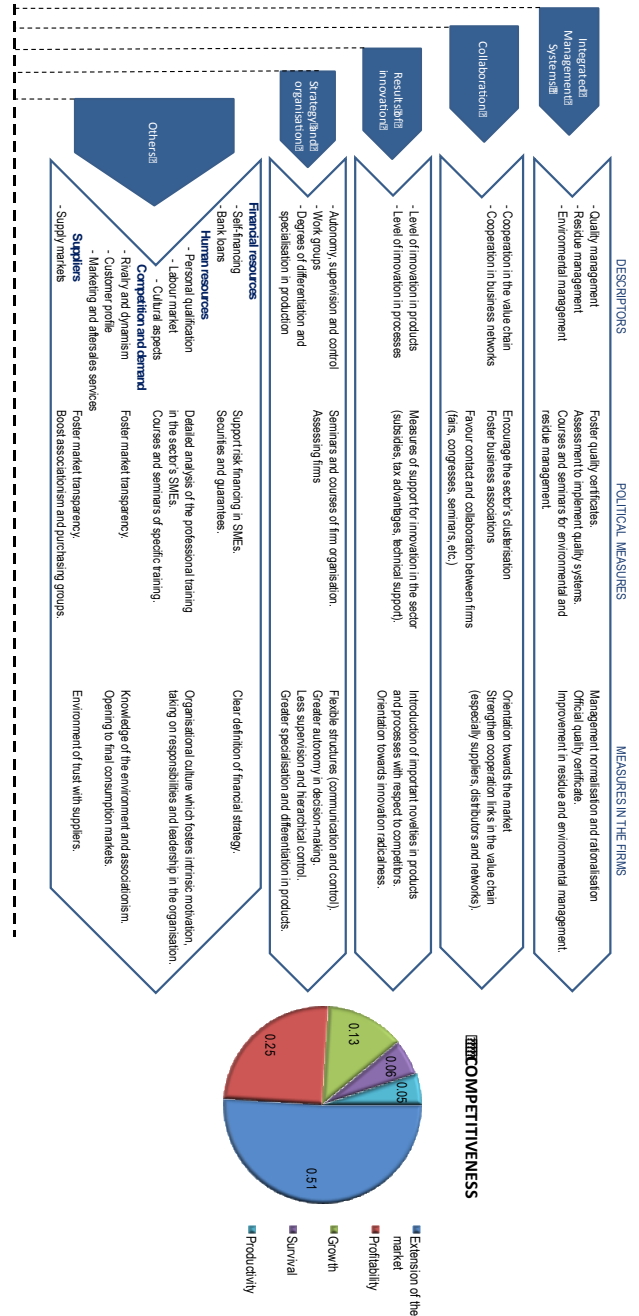 DESCRIPTORS
POLITICAL MEASURES
MEASURES IN THE FIRMS
Integrated
Management
Systems
- Quality management
- Residue management
- Environmental management
Foster quality certificates.
Assessment to implement quality systems.
Courses and seminars for environmental and
residue management.
Management normalisation and rationalisation
Official quality certificate.
Improvement in residue and environmental management.
Collaboration
- Cooperation in the value chain
- Cooperation in business networks
Encourage the sector's clusterisation
Foster business associations
Favour contact and collaboration between firms
(fairs, congresses, seminars, etc.)
Orientation towards the market
Strengthen cooperation links in the value chain
(especially suppliers, distributors and networks).
Results of
innovation
- Level of innovation in products
- Level of innovation in processes
Measures of support for innovation in the sector
(subsidies, tax advantages, technical support).
Introduction of important novelties in products
and processes with respect to competitors.
Orientation towards innovation radicalness.
Strategy and
organisation
- Autonomy, supervision and control
- Work groups
- Degrees of differentiation and
specialisation in production
Seminars and courses of firm organisation.
Assessing firms
Flexible structures (communication and control).
Greater autonomy in decision-making.
Less supervision and hierarchical control.
Greater specialisation and differentiation in products.
Others
Financial resources
- Self-financing
- Bank loans
Support risk financing in SMEs.
Securities and guarantees.
Clear definition of financial strategy.
Human resources
- Personal qualification
- Labour market
- Cultural aspects
Detailed analysis of the professional training
in the sector's SMEs.
Courses and seminars of specific training.
Organisational culture which fosters intrinsic motivation,
taking on responsibilities and leadership in the organisation.
Competition and demand
- Rivalry and dynamism
- Customer profile
- Marketing and aftersales services
Foster market transparency.
Knowledge of the environment and associationism.
Opening to final consumption markets.
Suppliers
- Supply markets
Foster market transparency.
Boost associationism and purchasing groups.
Environment of trust with suppliers.
COMPETITIVENESS
0.51
0.25
0.13
0.06
0.05
Extension of the
market
Profitability
Growth
Survival
Productivity